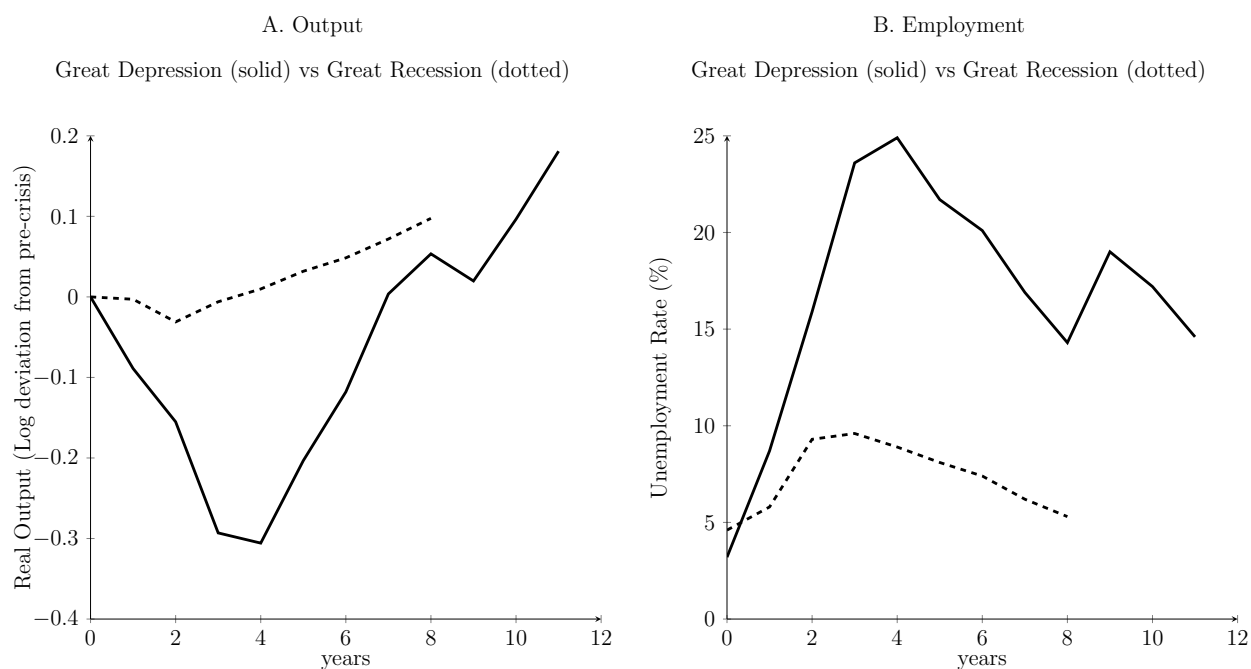 A. Output
Great Depression (solid) vs Great Recession (dotted)
Real Output (Log deviation from pre-crisis)
0.2
0.1
0
−0.1
−0.2
−0.3
−0.4
0 2 4 6 8 10 12
years
B. Employment
Great Depression (solid) vs Great Recession (dotted)
Unemployment Rate (%)
25
20
15
10
5
0
0 2 4 6 8 10 12
years